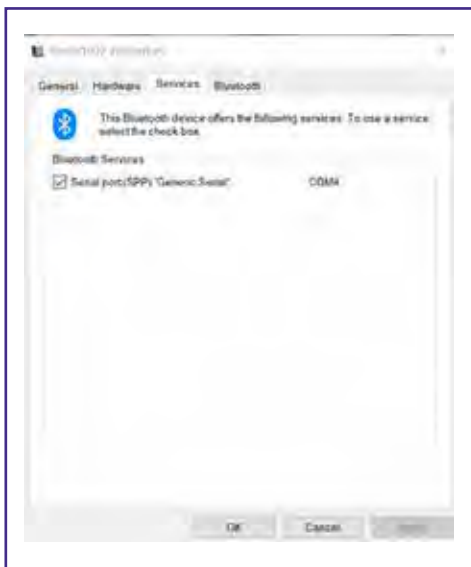 General Hardware Services Bluetooth
This Bluetooth device offers the following services. To use a service
select the check box.
Bluetooth Services
Serial port (SPP) 'Generic Serial' COM4
OK Cancel